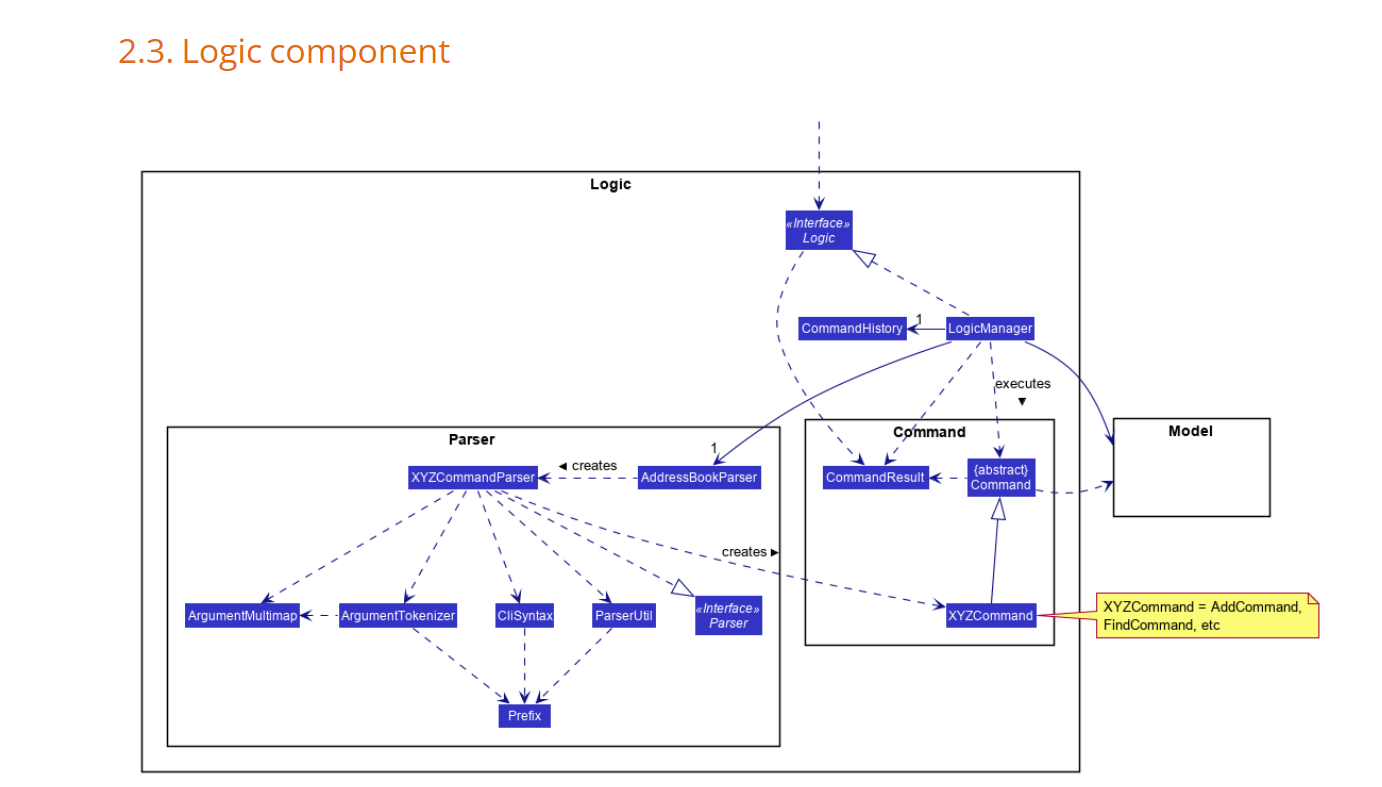 2.3. Logic component
Logic
«Interface»
Logic
CommandHistory
1
LogicManager
executes
▼
Parser
Command
Model
1
XYZCommandParser
◄ creates
AddressBookParser
CommandResult
{abstract}
Command
creates ►
ArgumentMultimap
ArgumentTokenizer
CliSyntax
ParserUtil
«Interface»
Parser
XYZCommand
XYZCommand = AddCommand,
FindCommand, etc
Prefix